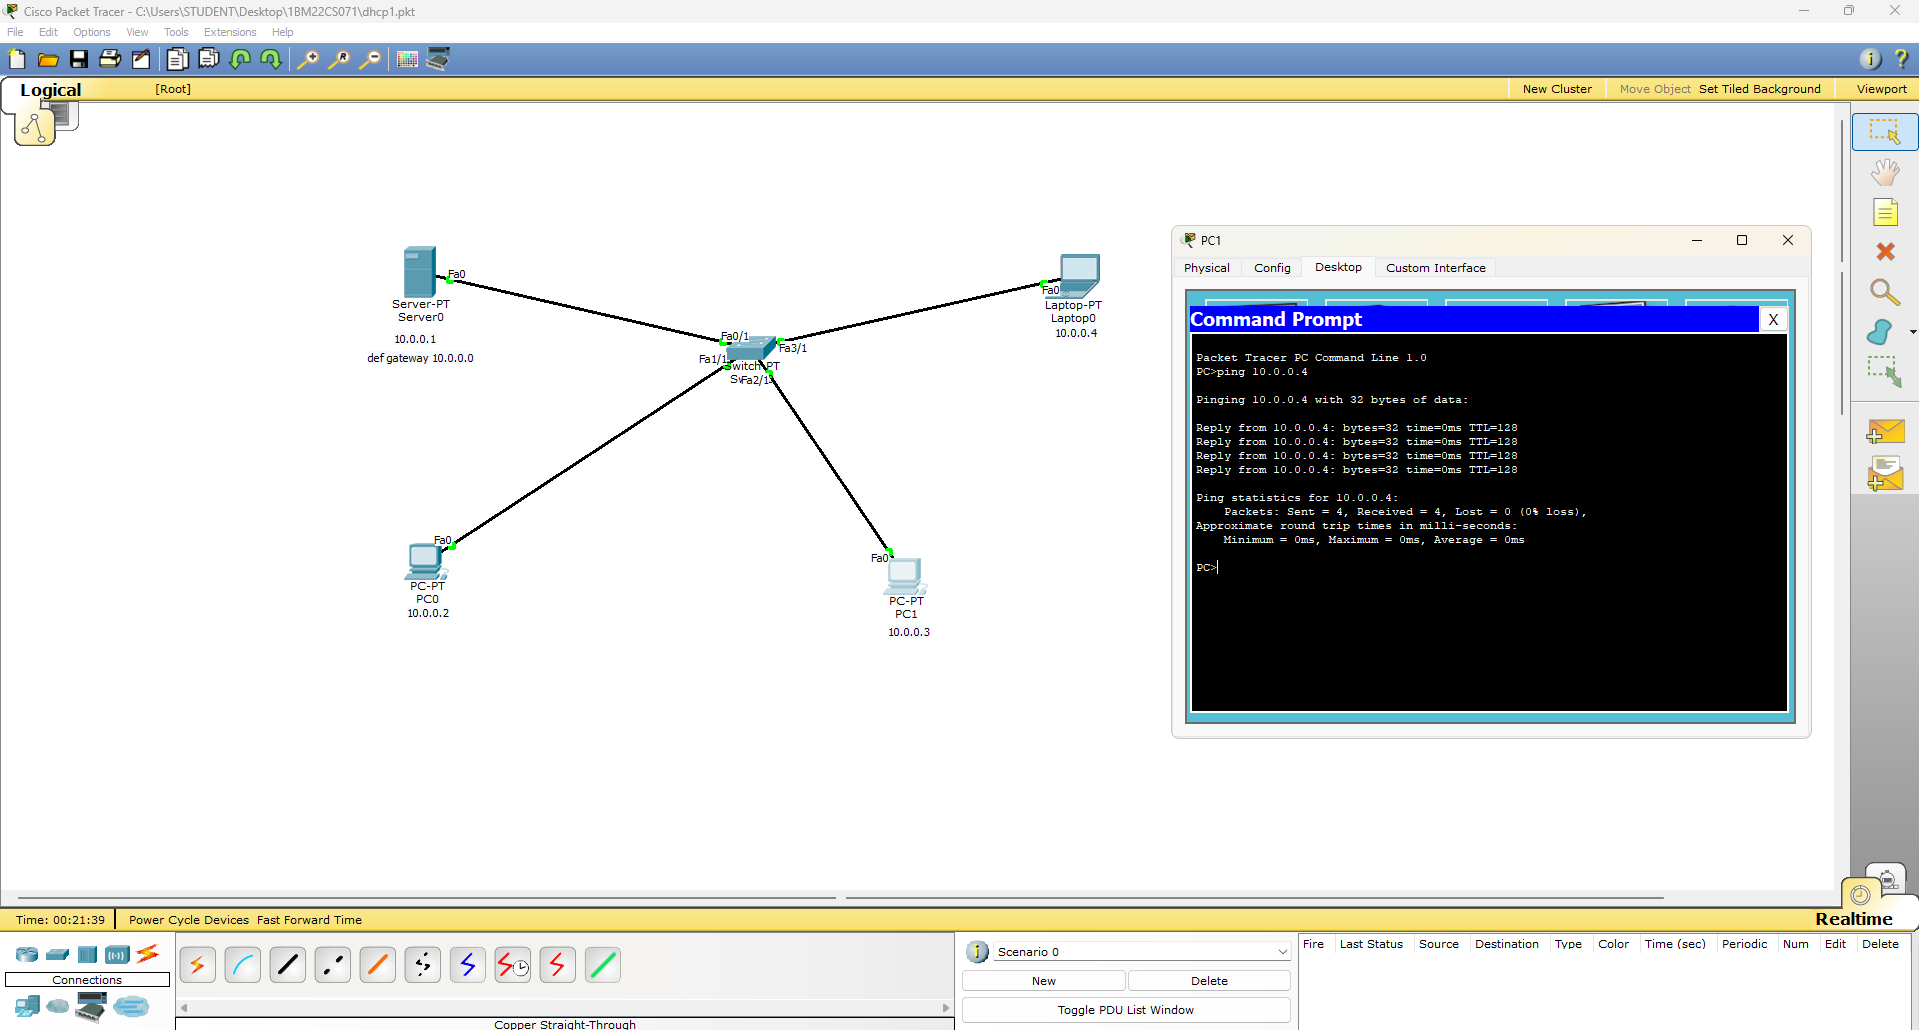 Cisco Packet Tracer - C:\Users\STUDENT\Desktop\1BM22CS071\dhcp1.pkt
File Edit Options View Tools Extensions Help
Logical [Root] New Cluster Move Object Set Tiled Background Viewport
Fa0
Server-PT
Server0
10.0.0.1
def gateway 10.0.0.0
Fa0
Laptop-PT
Laptop0
10.0.0.4
Fa0/1
Fa3/1
Fa1/1
Switch-PT
Fa2/1
Fa0
PC-PT
PC0
10.0.0.2
Fa0
PC-PT
PC1
10.0.0.3
PC1
Physical Config Desktop Custom Interface
Command Prompt X
Packet Tracer PC Command Line 1.0
PC>ping 10.0.0.4
Pinging 10.0.0.4 with 32 bytes of data:
Reply from 10.0.0.4: bytes=32 time=0ms TTL=128
Reply from 10.0.0.4: bytes=32 time=0ms TTL=128
Reply from 10.0.0.4: bytes=32 time=0ms TTL=128
Reply from 10.0.0.4: bytes=32 time=0ms TTL=128
Ping statistics for 10.0.0.4:
Packets: Sent = 4, Received = 4, Lost = 0 (0% loss),
Approximate round trip times in milli-seconds:
Minimum = 0ms, Maximum = 0ms, Average = 0ms
PC>
Time: 00:21:39 Power Cycle Devices Fast Forward Time Realtime
Connections
Copper Straight-Through
Scenario 0
New Delete
Toggle PDU List Window
Fire Last Status Source Destination Type Color Time (sec) Periodic Num Edit Delete